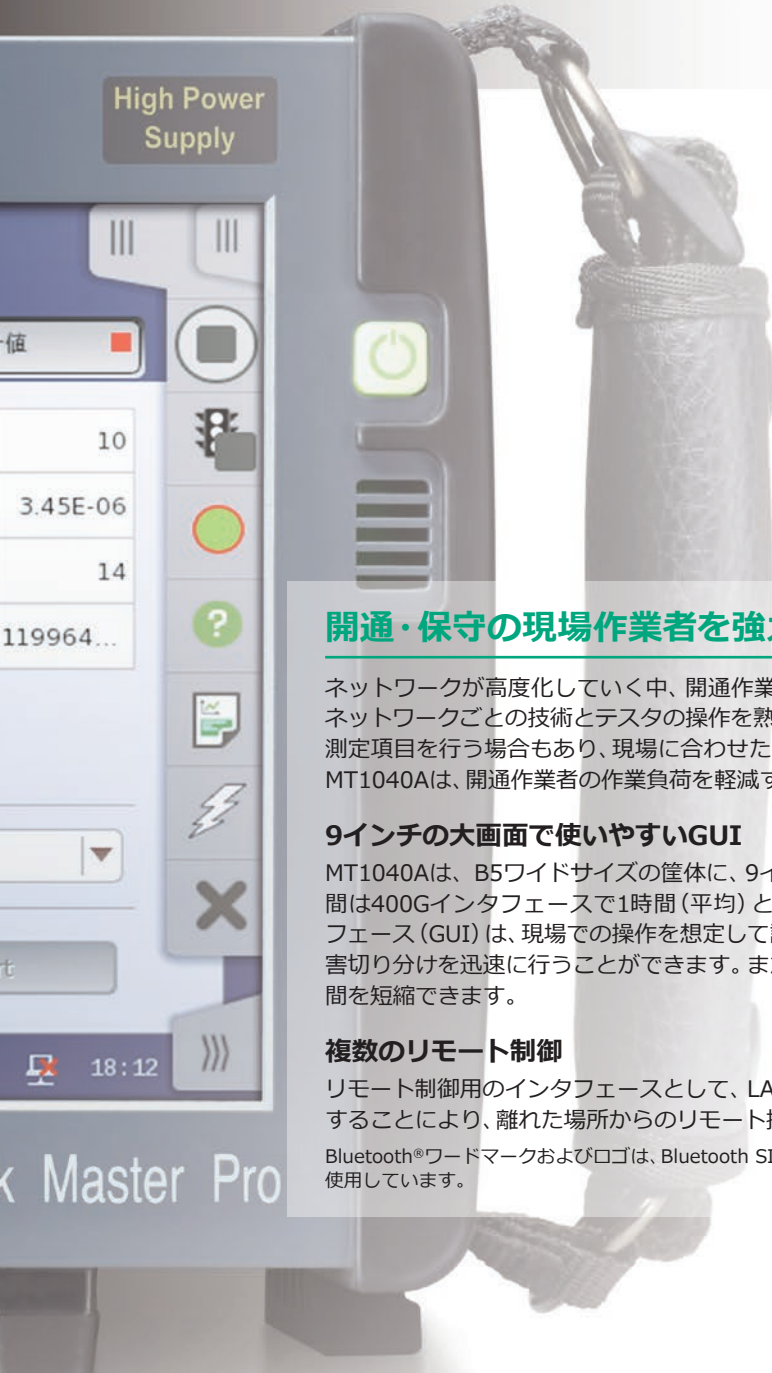 High Power
Supply
値
10
3.45E-06
14
119964...
18:12
k Master Pro
開通・保守の現場作業者を強
ネットワークが高度化していく中、開通作業
ネットワークごとの技術とテスタの操作を熟
測定項目を行う場合もあり、現場に合わせた
MT1040Aは、開通作業者の作業負荷を軽減す
9インチの大画面で使いやすいGUI
MT1040Aは、B5ワイドサイズの筐体に、9イ
間は400Gインタフェースで1時間（平均）と
フェース（GUI）は、現場での操作を想定して
害切り分けを迅速に行うことができます。ま
間を短縮できます。
複数のリモート制御
リモート制御用のインタフェースとして、LA
することにより、離れた場所からのリモート
Bluetooth®ワードマークおよびロゴは、Bluetooth SI
使用しています。